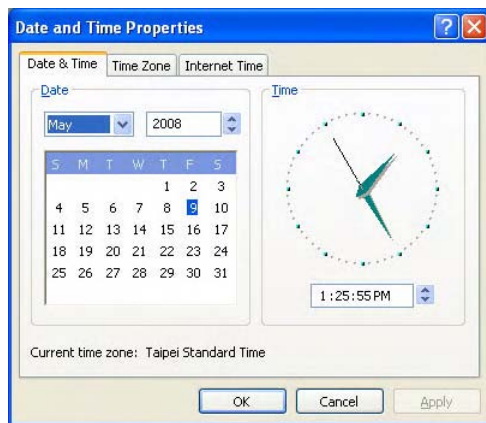 Date and Time Properties
Date & Time Time Zone Internet Time
Date
May 2008
S M T W T F S
1 2 3
4 5 6 7 8 9 10
11 12 13 14 15 16 17
18 19 20 21 22 23 24
25 26 27 28 29 30 31
Time
1:25:55 PM
Current time zone: Taipei Standard Time
OK Cancel Apply